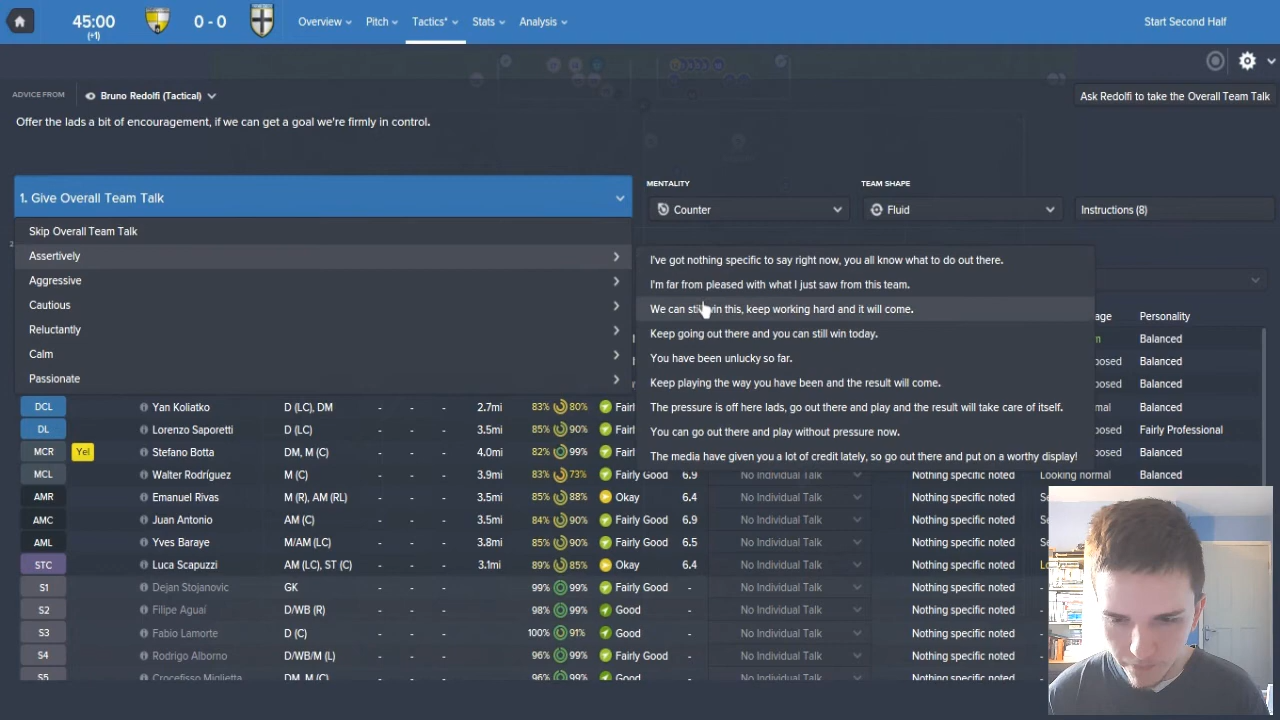 45:00
(+1)
0 - 0
Overview
Pitch
Tactics*
Stats
Analysis
Start Second Half
ADVICE FROM
Bruno Redolfi (Tactical)
Ask Redolfi to take the Overall Team Talk
Offer the lads a bit of encouragement, if we can get a goal we're firmly in control.
1. Give Overall Team Talk
MENTALITY
TEAM SHAPE
Counter
Fluid
Instructions (8)
Skip Overall Team Talk
Assertively
Aggressive
Cautious
Reluctantly
Calm
Passionate
I've got nothing specific to say right now, you all know what to do out there.
I'm far from pleased with what I just saw from this team.
We can still win this, keep working hard and it will come.
Keep going out there and you can still win today.
You have been unlucky so far.
Keep playing the way you have been and the result will come.
The pressure is off here lads, go out there and play and the result will take care of itself.
You can go out there and play without pressure now.
The media have given you a lot of credit lately, so go out there and put on a worthy display!
Personality
Balanced
Balanced
Balanced
DCL Yan Koliatko D (LC), DM - - - 2.7mi 83% 80% Balanced
DL Lorenzo Saporetti D (LC) - - - 3.5mi 85% 90% Fairly Professional
MCR Yel Stefano Botta DM, M (C) - - - 4.0mi 82% 99% Balanced
MCL Walter Rodríguez M (C) - - - 3.9mi 83% 73% Fairly Good 6.9 No Individual Talk Nothing specific noted Looking normal Balanced
AMR Emanuel Rivas M (R), AM (RL) - - - 3.5mi 85% 88% Okay 6.4 No Individual Talk Nothing specific noted
AMC Juan Antonio AM (C) - - - 3.5mi 84% 90% Fairly Good 6.9 No Individual Talk Nothing specific noted
AML Yves Baraye M/AM (LC) - - - 3.8mi 85% 90% Fairly Good 6.5 No Individual Talk Nothing specific noted
STC Luca Scapuzzi AM (LC), ST (C) - - - 3.1mi 89% 85% Okay 6.4 No Individual Talk Nothing specific noted
S1 Dejan Stojanovic GK 99% 99% Fairly Good - No Individual Talk Nothing specific noted
S2 Filipe Aguaí D/WB (R) 98% 99% Good - No Individual Talk Nothing specific noted
S3 Fabio Lamorte D (C) 100% 91% Good - No Individual Talk Nothing specific noted
S4 Rodrigo Alborno D/WB/M (L) 96% 99% Fairly Good - No Individual Talk Nothing specific noted
S5 Crocefisso Miglietta DM, M (C) 96% 99% Good - No Individual Talk Nothing specific noted